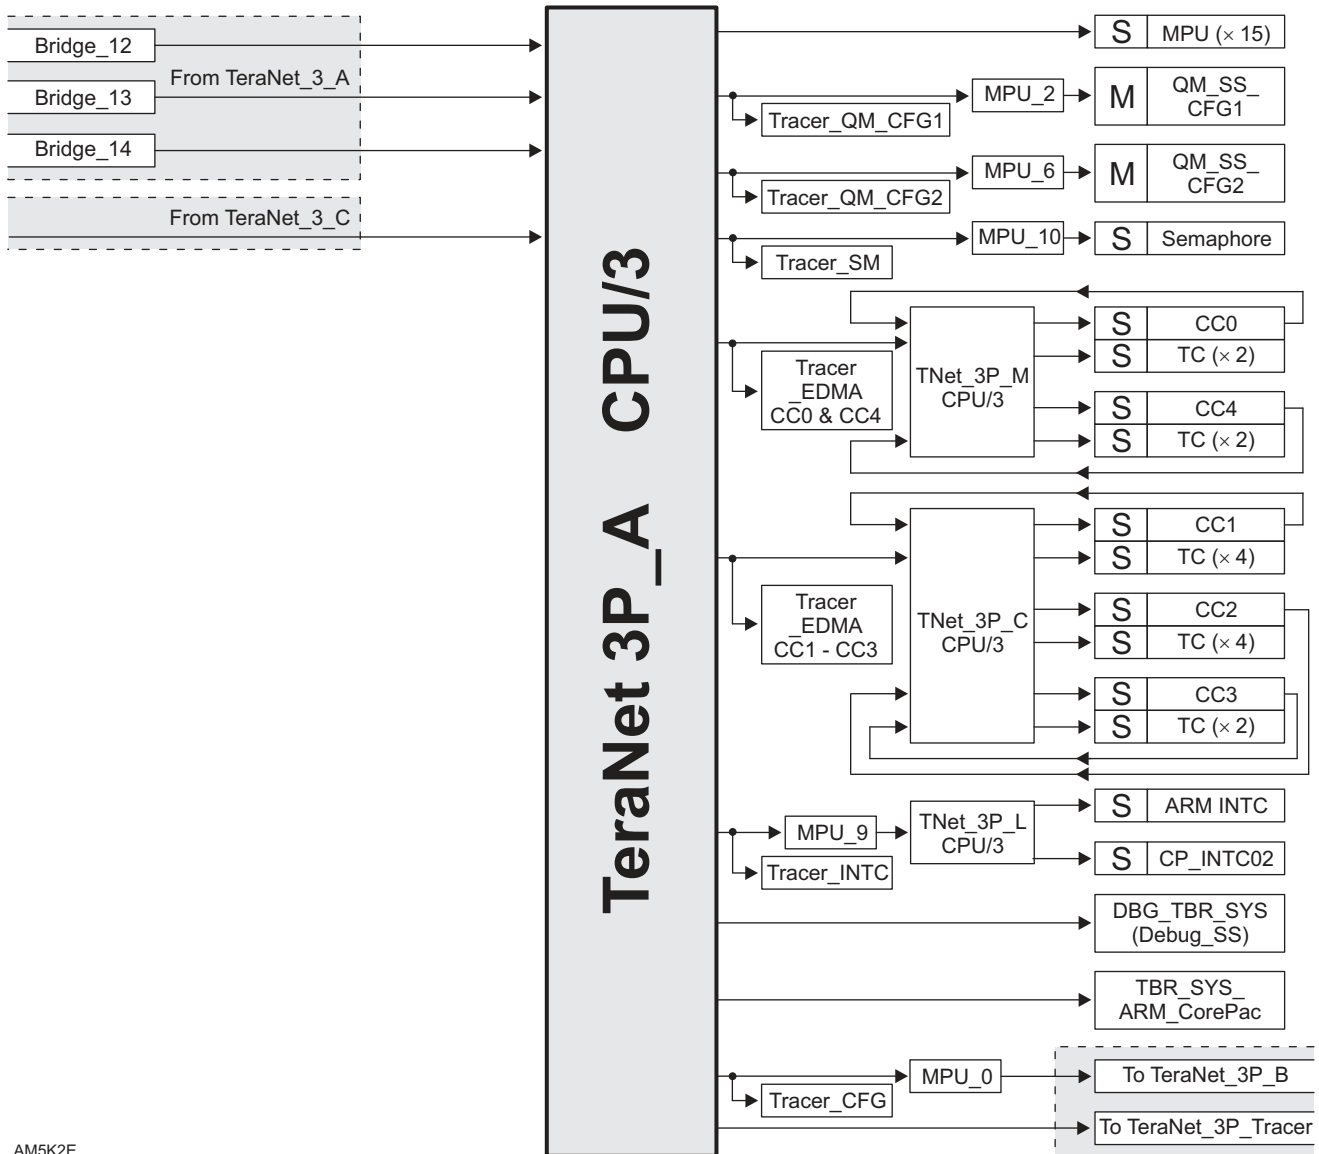 Bridge_12
From TeraNet_3_A
Bridge_13
Bridge_14
From TeraNet_3_C
TeraNet 3P_A CPU/3
S MPU (× 15)
MPU_2
M
QM_SS_
CFG1
Tracer_QM_CFG1
MPU_6
M
QM_SS_
CFG2
Tracer_QM_CFG2
MPU_10
S Semaphore
Tracer_SM
Tracer
_EDMA
CC0 & CC4
TNet_3P_M
CPU/3
S CC0
S TC (× 2)
S CC4
S TC (× 2)
Tracer
_EDMA
CC1 - CC3
TNet_3P_C
CPU/3
S CC1
S TC (× 4)
S CC2
S TC (× 4)
S CC3
S TC (× 2)
MPU_9
Tracer_INTC
TNet_3P_L
CPU/3
S ARM INTC
S CP_INTC02
DBG_TBR_SYS
(Debug_SS)
TBR_SYS_
ARM_CorePac
MPU_0
To TeraNet_3P_B
Tracer_CFG
To TeraNet_3P_Tracer
AM5K2E